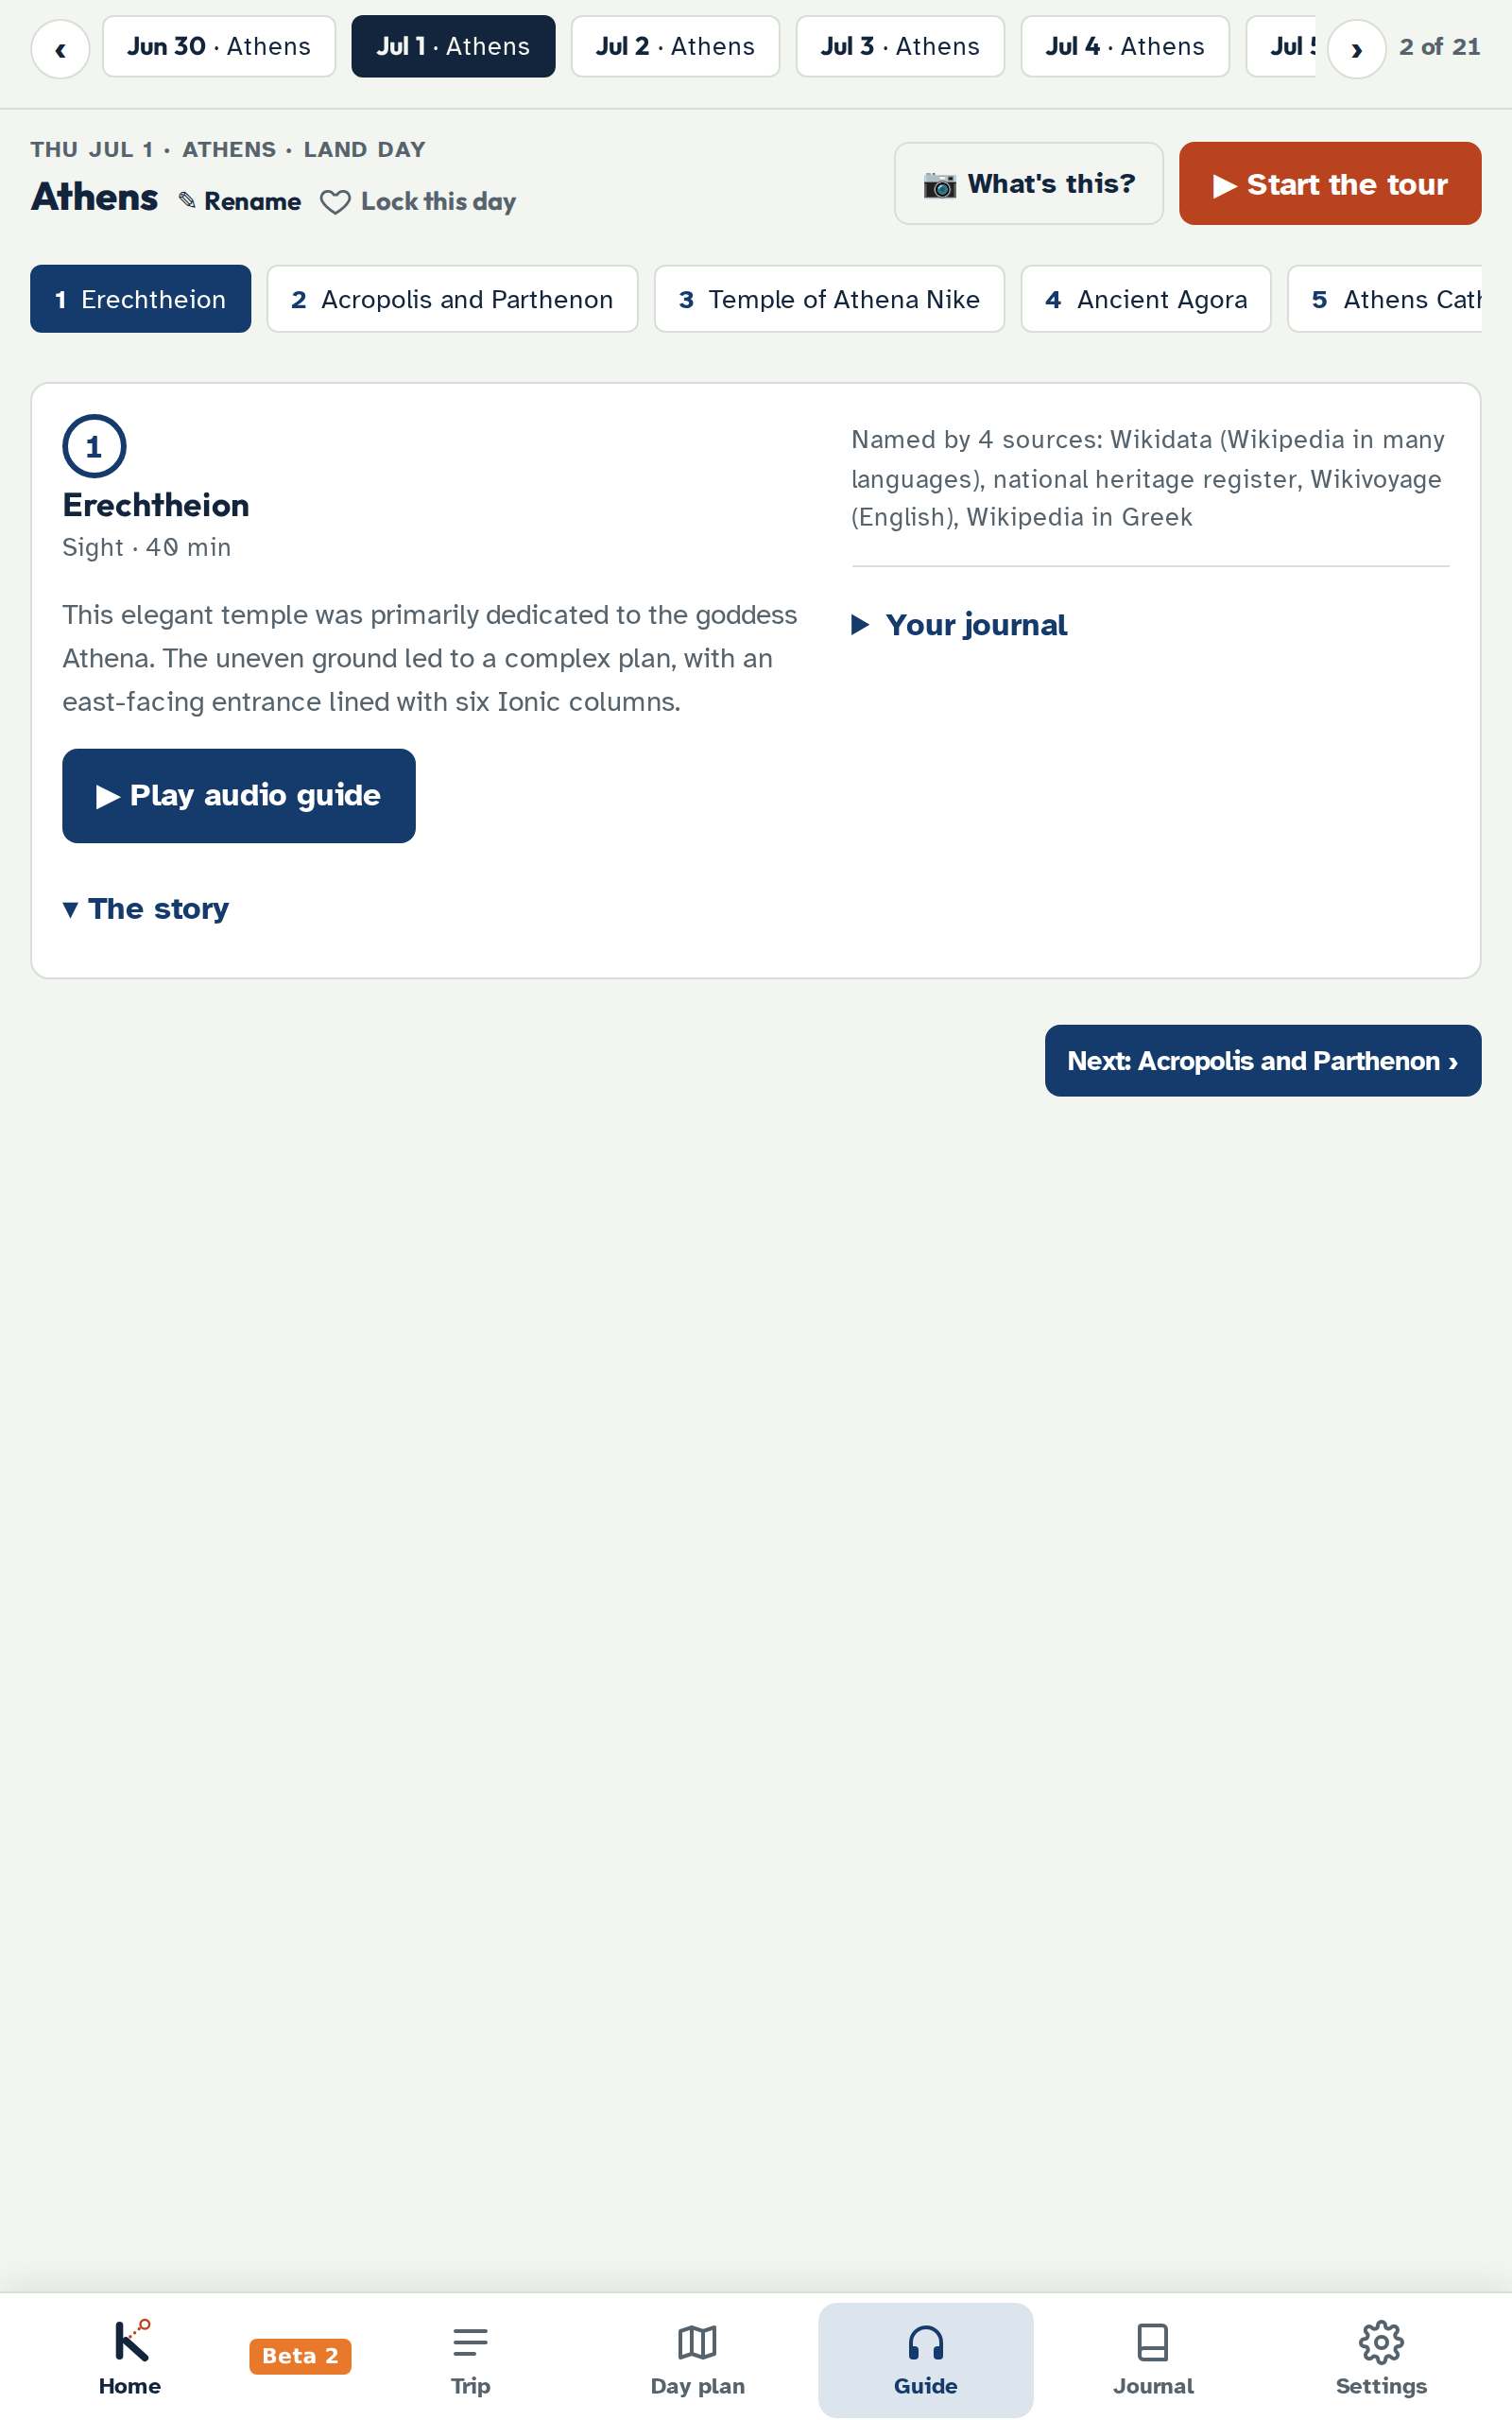 ‹ Jun 30 · Athens Jul 1 · Athens Jul 2 · Athens Jul 3 · Athens Jul 4 · Athens Jul › 2 of 21
THU JUL 1 · ATHENS · LAND DAY
Athens ✎ Rename Lock this day
What's this? ▶ Start the tour
1 Erechtheion 2 Acropolis and Parthenon 3 Temple of Athena Nike 4 Ancient Agora 5 Athens
1
Erechtheion
Sight · 40 min
This elegant temple was primarily dedicated to the goddess
Athena. The uneven ground led to a complex plan, with an
east-facing entrance lined with six Ionic columns.
▶ Play audio guide
▾ The story
Named by 4 sources: Wikidata (Wikipedia in many
languages), national heritage register, Wikivoyage
(English), Wikipedia in Greek
▶ Your journal
Next: Acropolis and Parthenon ›
Home Beta 2 Trip Day plan Guide Journal Settings